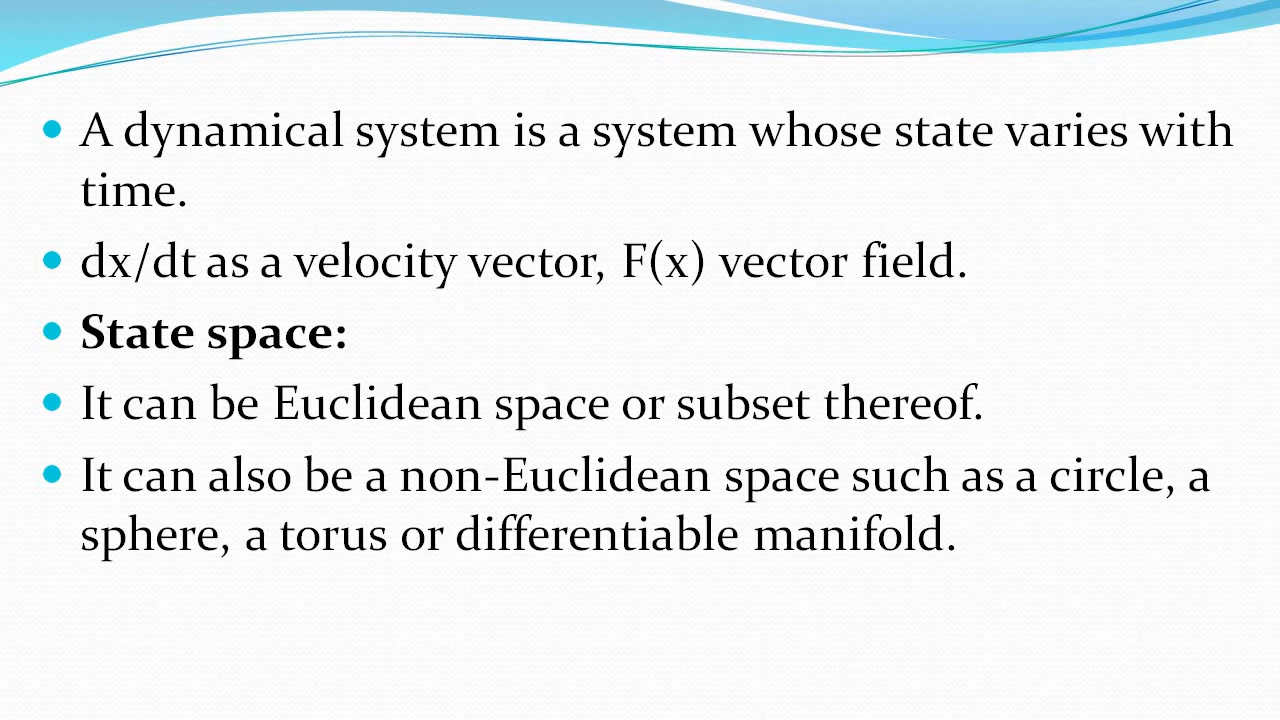 • A dynamical system is a system whose state varies with
time.
• dx/dt as a velocity vector, F(x) vector field.
• State space:
• It can be Euclidean space or subset thereof.
• It can also be a non-Euclidean space such as a circle, a
sphere, a torus or differentiable manifold.